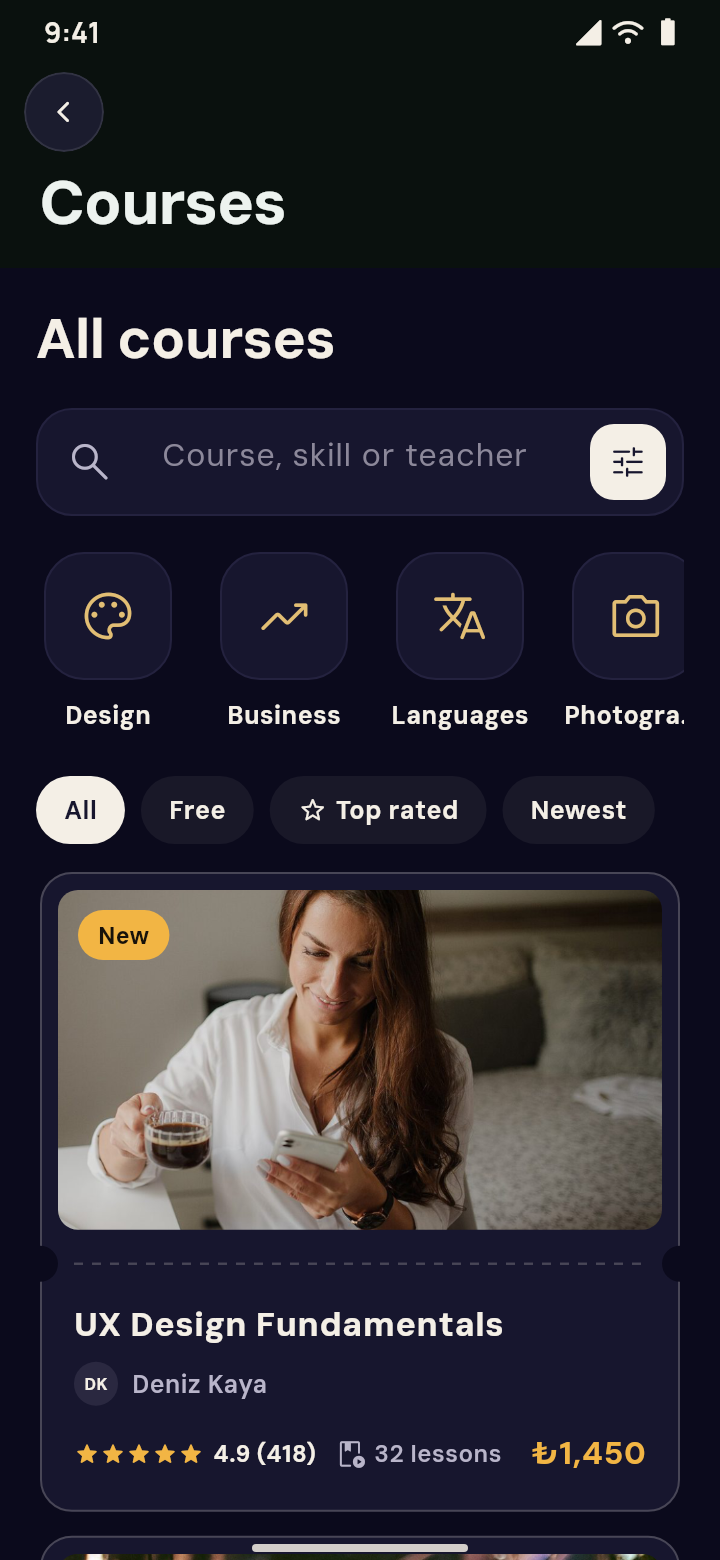 9:41
Courses
All courses
Course, skill or teacher
Design Business Languages Photogra.
All Free Top rated Newest
New
UX Design Fundamentals
DK Deniz Kaya
4.9 (418) 32 lessons ₺1,450